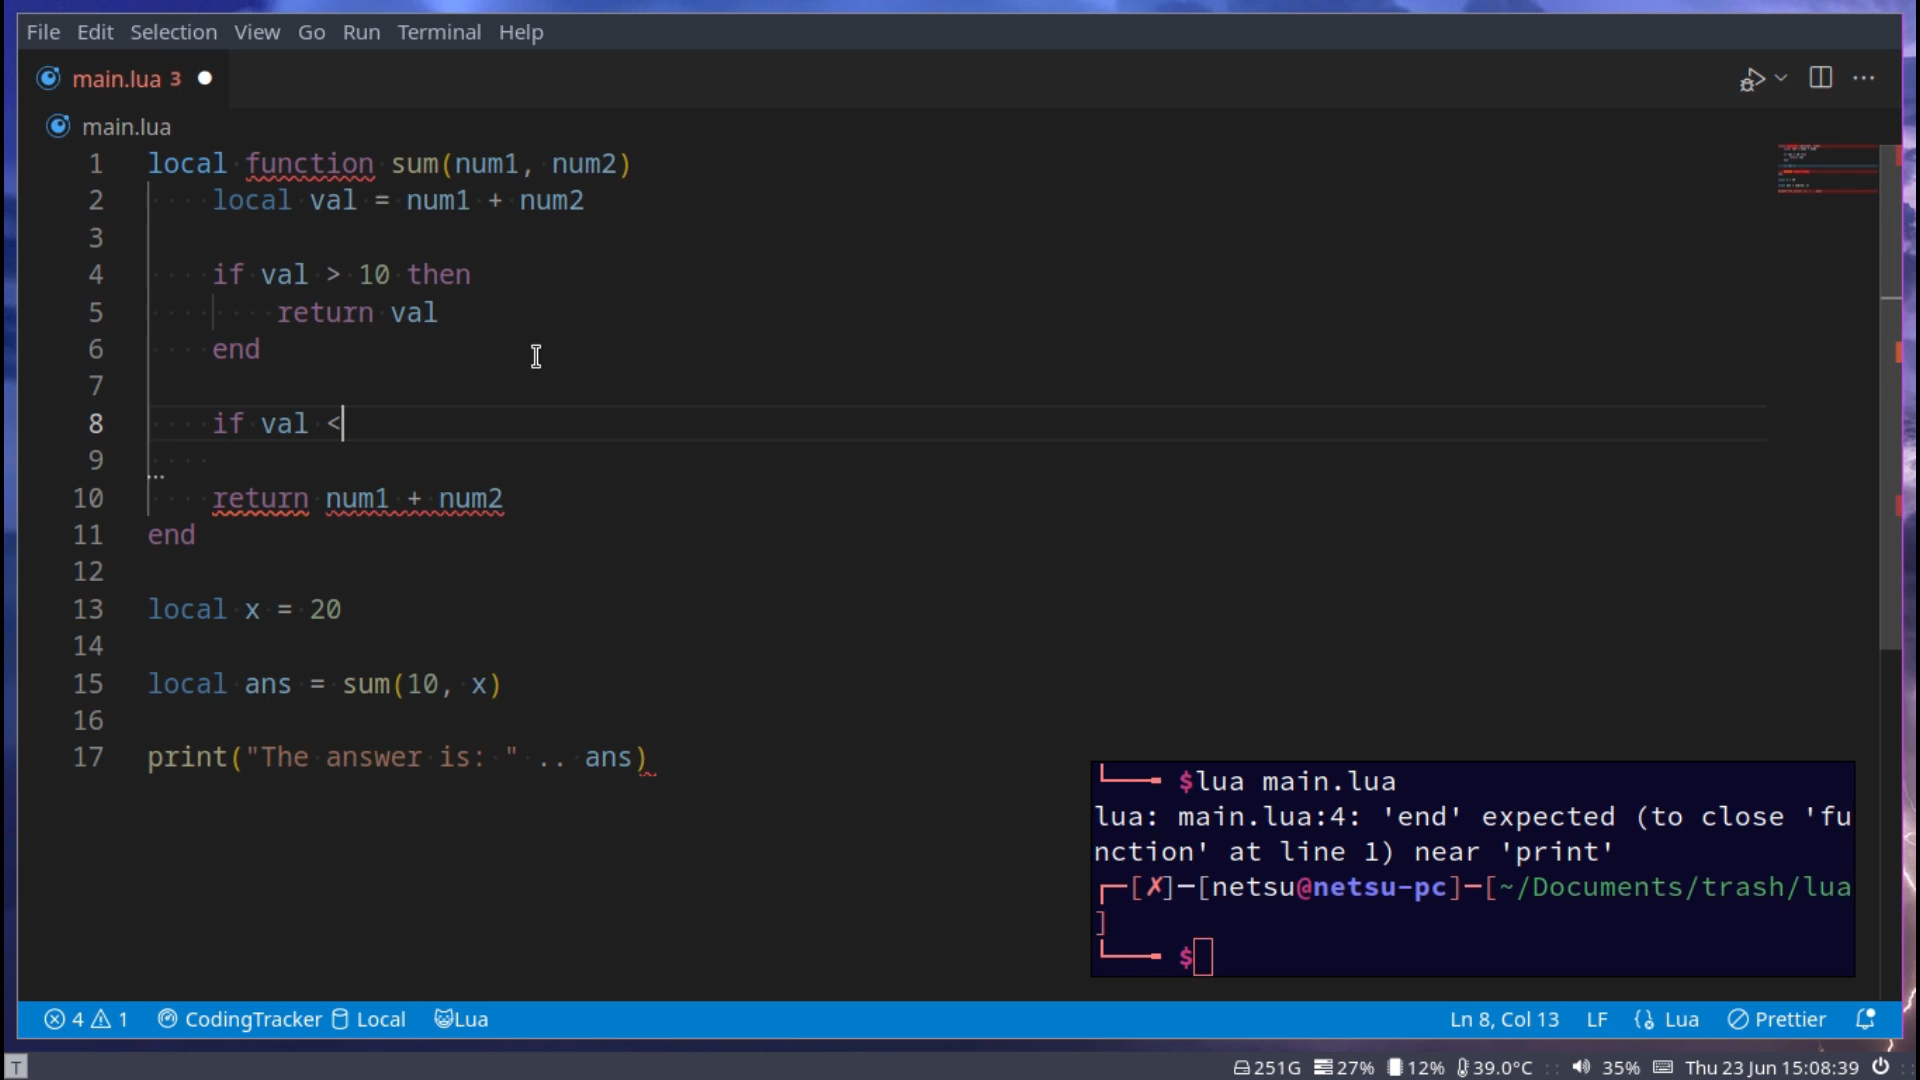 File Edit Selection View Go Run Terminal Help
main.lua 3
main.lua
1 local function sum(num1, num2)
2 local val = num1 + num2
3
4 if val > 10 then
5 return val
6 end
7
8 if val <
9
10 return num1 + num2
11 end
12
13 local x = 20
14
15 local ans = sum(10, x)
16
17 print("The answer is: " .. ans)
$lua main.lua
lua: main.lua:4: 'end' expected (to close 'fu
nction' at line 1) near 'print'
[✗]─[netsu@netsu-pc]─[~/Documents/trash/lua
]
$
4 1 CodingTracker Local Lua Ln 8, Col 13 LF Lua Prettier
T 251G 27% 12% 39.0°C :: 35% Thu 23 Jun 15:08:39